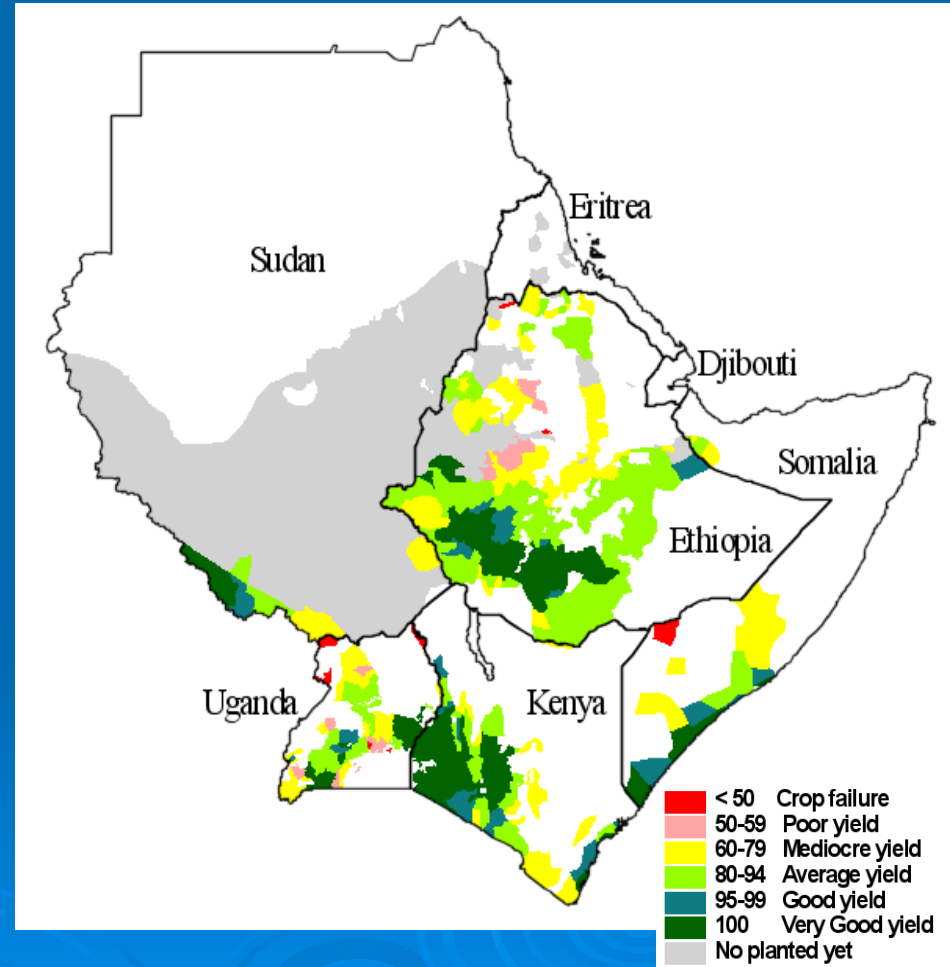 Eritrea
Sudan
Djibouti
Somalia
Ethiopia
Uganda
Kenya
< 50 Crop failure
50-59 Poor yield
60-79 Mediocre yield
80-94 Average yield
95-99 Good yield
100 Very Good yield
No planted yet